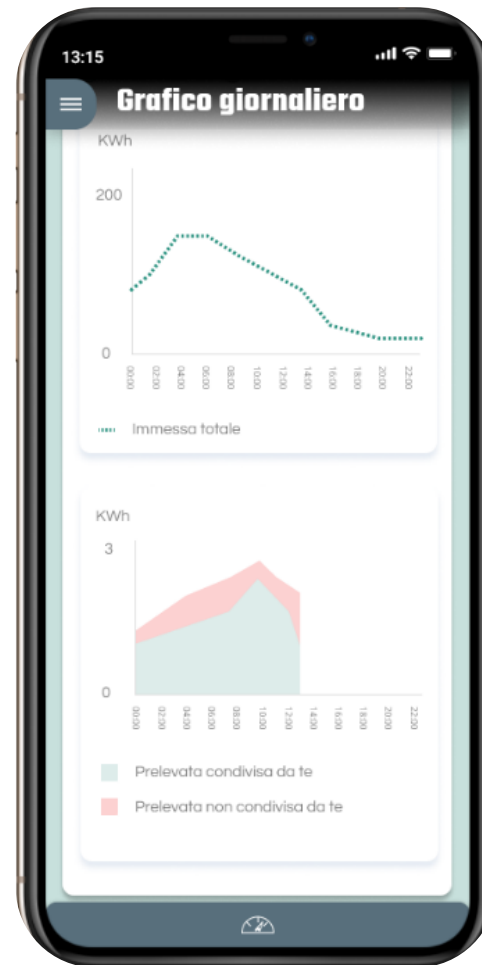 13:15
Grafico giornaliero
KWh
200
0
00:00 02:00 04:00 06:00 08:00 10:00 12:00 14:00 16:00 18:00 20:00 22:00
Immessa totale
KWh
3
0
00:00 02:00 04:00 06:00 08:00 10:00 12:00 14:00 16:00 18:00 20:00 22:00
Prelevata condivisa da te
Prelevata non condivisa da te